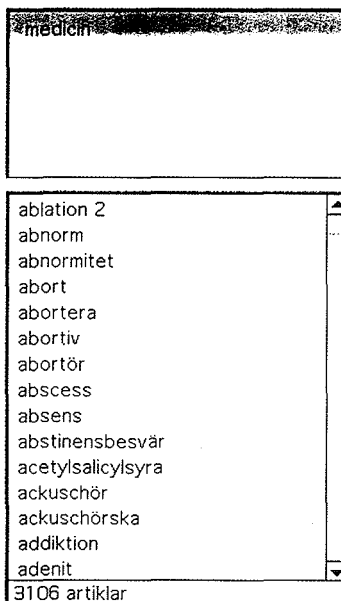 medicin
ablation 2
abnorm
abnormitet
abort
abortera
abortiv
abortör
abscess
absens
abstinensbesvär
acetylsalicylsyra
ackuschör
ackuschörska
addiktion
adenit
3106 artiklar